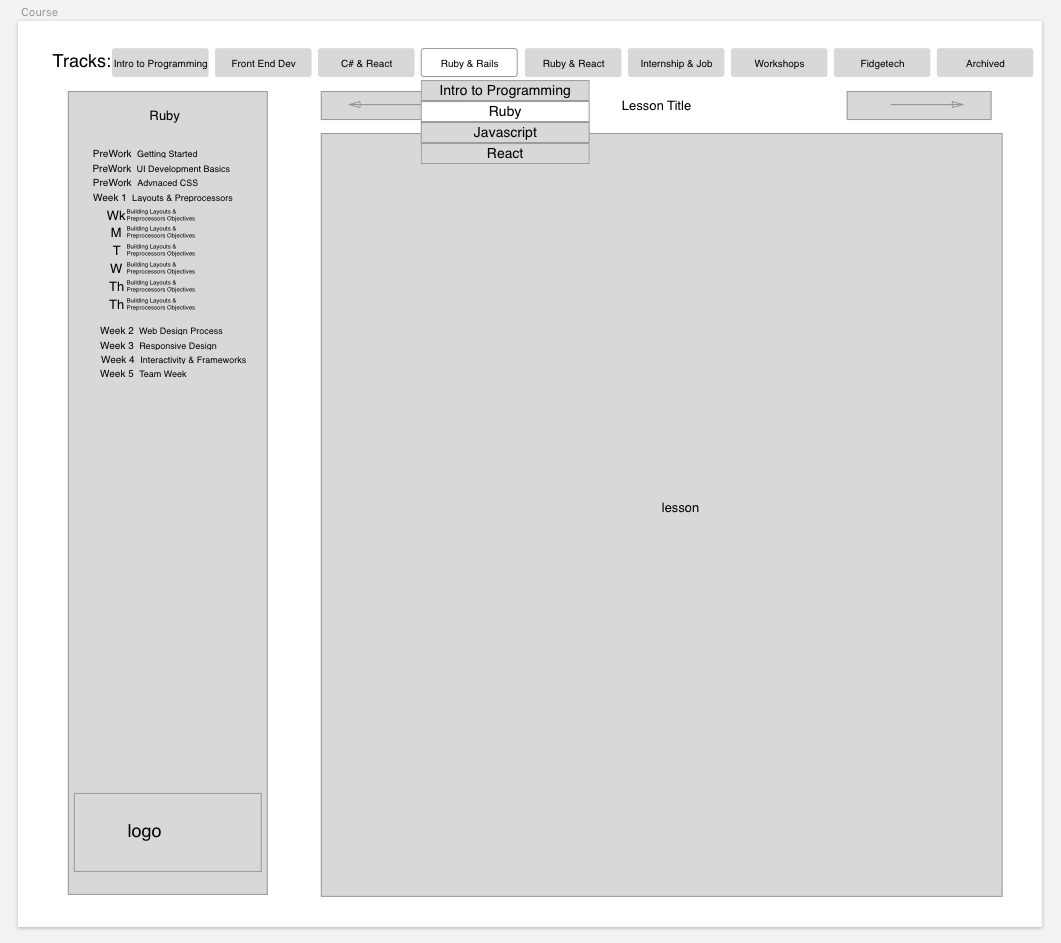 Course
Tracks: Intro to Programming Front End Dev C# & React Ruby & Rails Ruby & React Internship & Job Workshops Fidgetech Archived
Intro to Programming
Ruby
Javascript
React
Lesson Title
Ruby
PreWork Getting Started
PreWork UI Development Basics
PreWork Advnaced CSS
Week 1 Layouts & Preprocessors
Wk Building Layouts &
Preprocessors Objectives
M Building Layouts &
Preprocessors Objectives
T Building Layouts &
Preprocessors Objectives
W Building Layouts &
Preprocessors Objectives
Th Building Layouts &
Preprocessors Objectives
Th Building Layouts &
Preprocessors Objectives
Week 2 Web Design Process
Week 3 Responsive Design
Week 4 Interactivity & Frameworks
Week 5 Team Week
lesson
logo